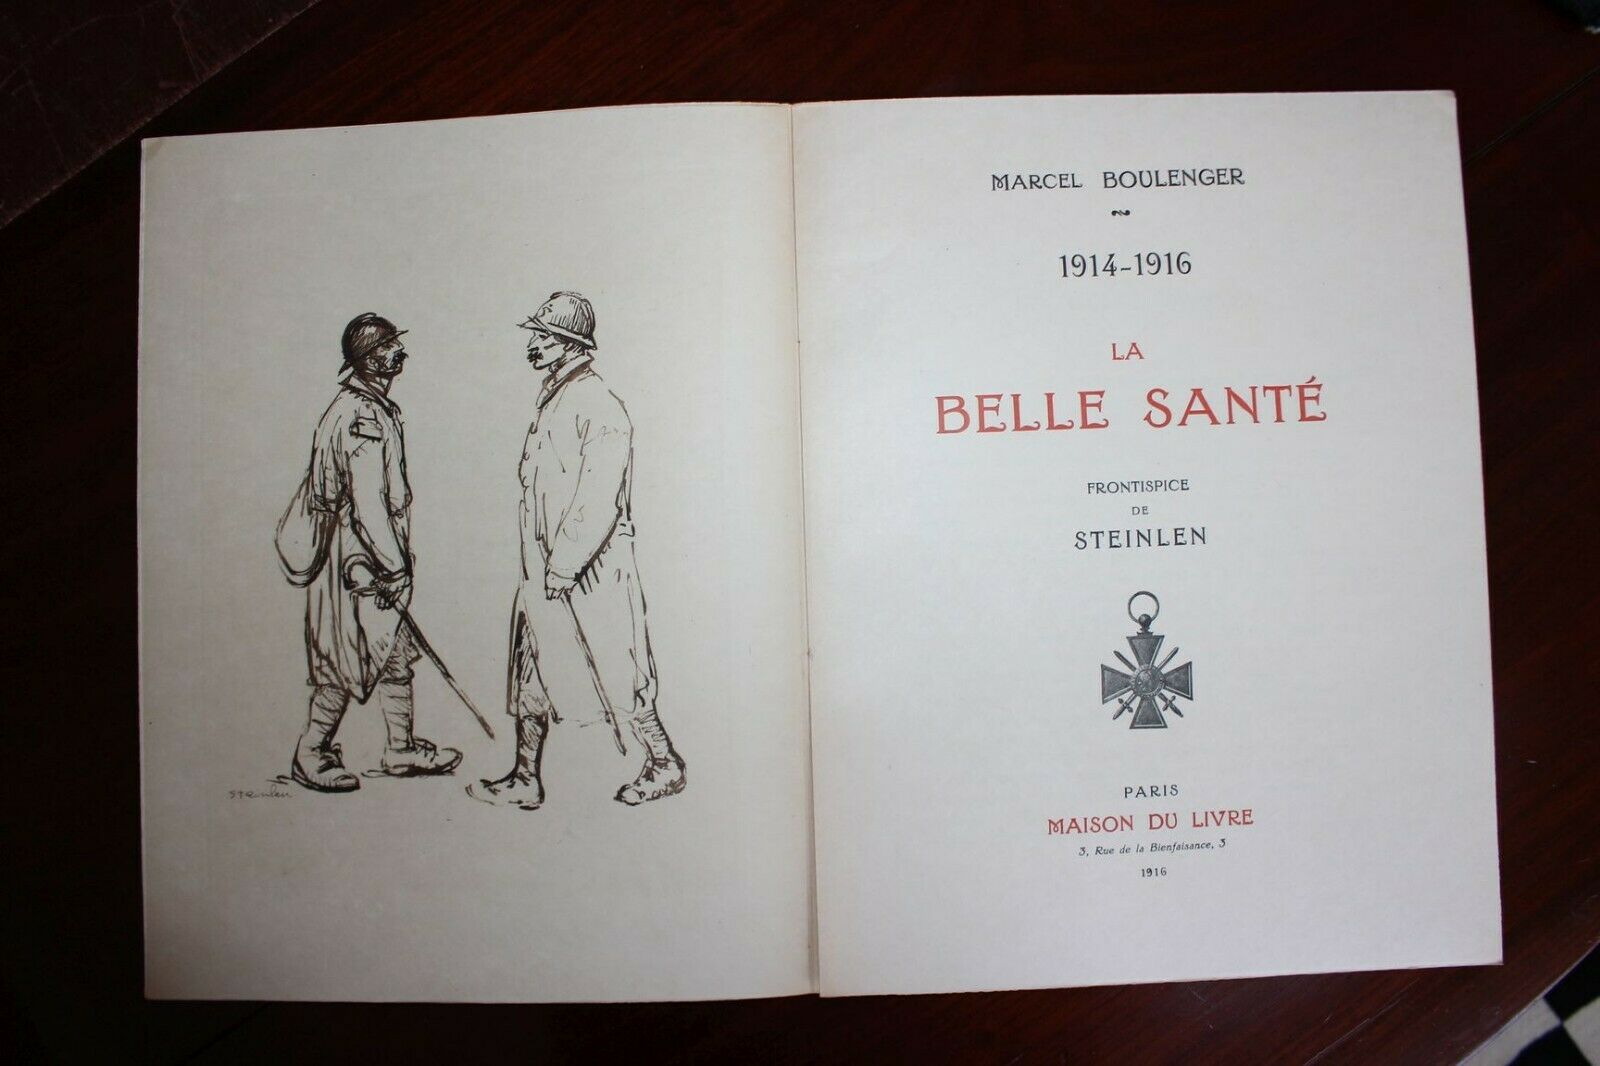 Steinlen
MARCEL BOULENGER
1914-1916
LA
BELLE SANTÉ
FRONTISPICE
DE
STEINLEN
PARIS
MAISON DU LIVRE
3, Rue de la Bienfaisance, 3
1916